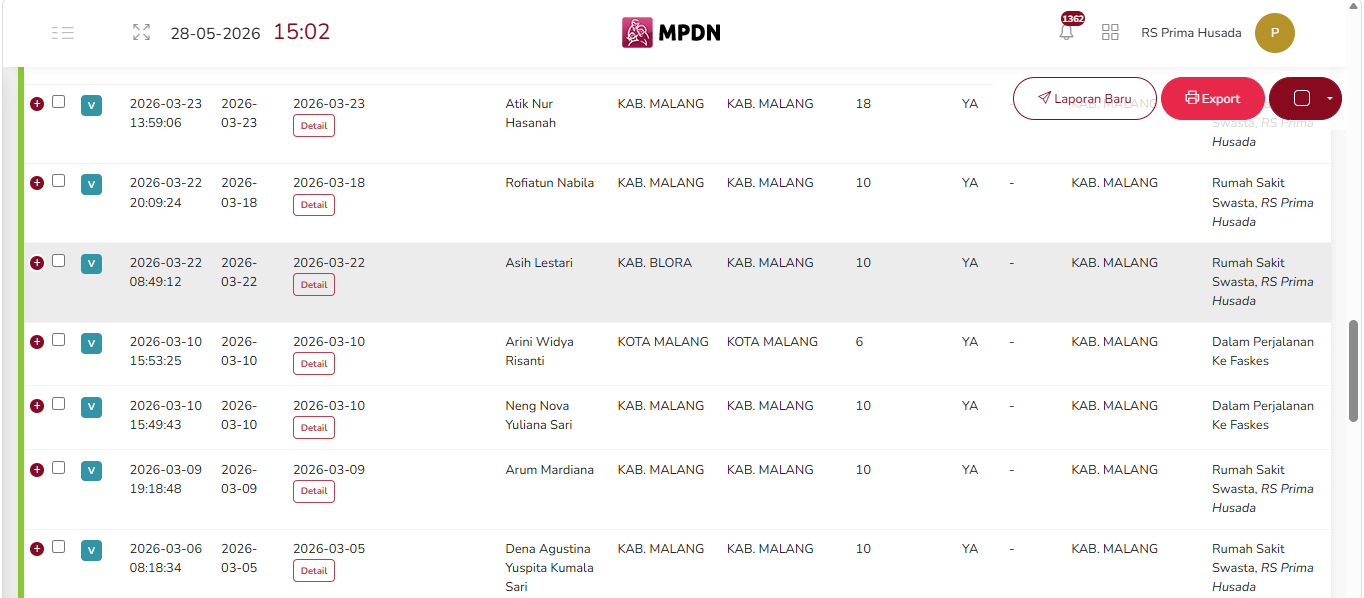 28-05-2026 15:02 MPDN 1362 RS Prima Husada P
Laporan Baru Export
V 2026-03-23 2026- 2026-03-23 Atik Nur KAB. MALANG KAB. MALANG 18 YA KAB. MALANG
13:59:06 03-23 Detail Hasanah Swasta, RS Prima
Husada
V 2026-03-22 2026- 2026-03-18 Rofiatun Nabila KAB. MALANG KAB. MALANG 10 YA - KAB. MALANG Rumah Sakit
20:09:24 03-18 Detail Swasta, RS Prima
Husada
V 2026-03-22 2026- 2026-03-22 Asih Lestari KAB. BLORA KAB. MALANG 10 YA - KAB. MALANG Rumah Sakit
08:49:12 03-22 Detail Swasta, RS Prima
Husada
V 2026-03-10 2026- 2026-03-10 Arini Widya KOTA MALANG KOTA MALANG 6 YA - KAB. MALANG Dalam Perjalanan
15:53:25 03-10 Detail Risanti Ke Faskes
V 2026-03-10 2026- 2026-03-10 Neng Nova KAB. MALANG KAB. MALANG 10 YA - KAB. MALANG Dalam Perjalanan
15:49:43 03-10 Detail Yuliana Sari Ke Faskes
V 2026-03-09 2026- 2026-03-09 Arum Mardiana KAB. MALANG KAB. MALANG 10 YA - KAB. MALANG Rumah Sakit
19:18:48 03-09 Detail Swasta, RS Prima
Husada
V 2026-03-06 2026- 2026-03-05 Dena Agustina KAB. MALANG KAB. MALANG 10 YA - KAB. MALANG Rumah Sakit
08:18:34 03-05 Detail Yuspita Kumala Swasta, RS Prima
Sari Husada